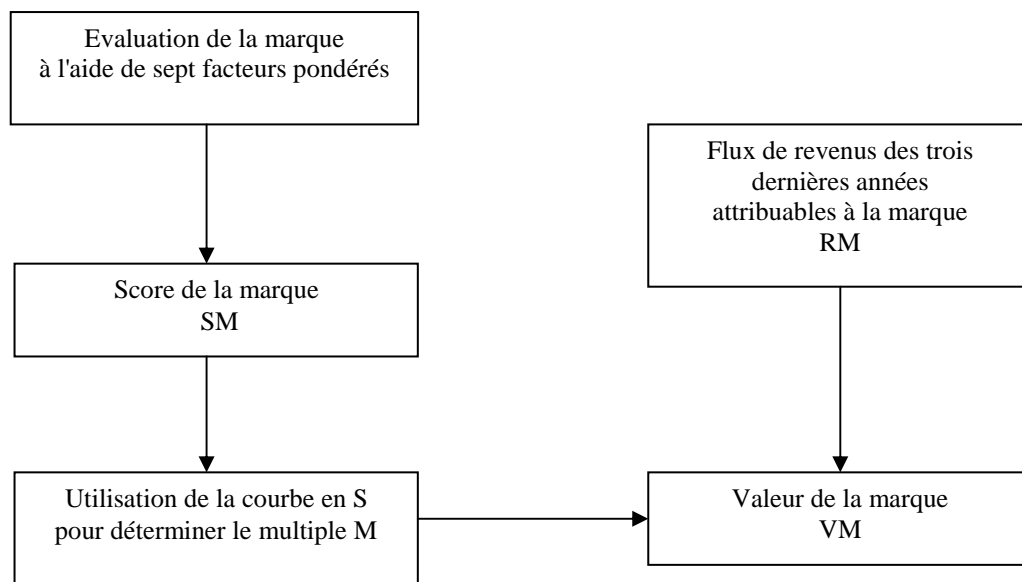 Evaluation de la marque
à l'aide de sept facteurs pondérés
Flux de revenus des trois
dernières années
attribuables à la marque
RM
Score de la marque
SM
Utilisation de la courbe en S
pour déterminer le multiple M
Valeur de la marque
VM